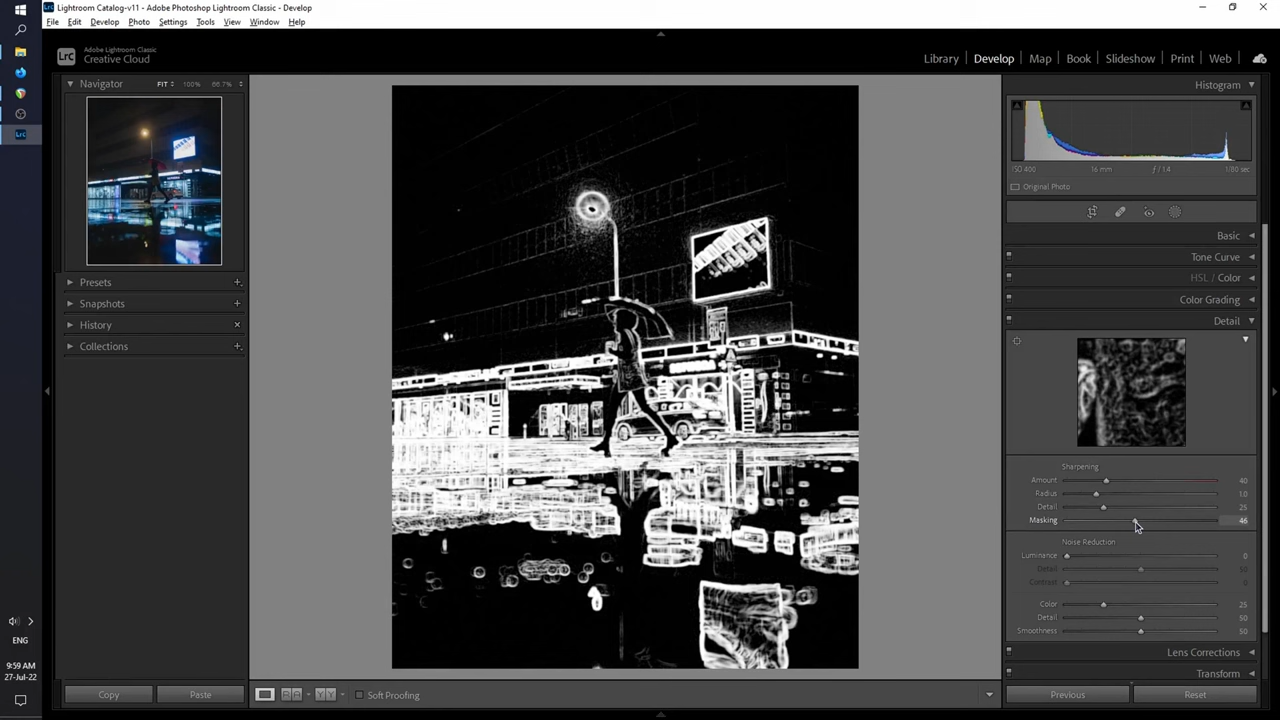 Lightroom Catalog-v11 - Adobe Photoshop Lightroom Classic - Develop
File Edit Develop Photo Settings Tools View Window Help
Adobe Lightroom Classic
Creative Cloud
Lrc
Library Develop Map Book Slideshow Print Web
Navigator FIT 100% 66.7%
Histogram
ISO 400 16 mm ƒ / 1.4 1/80 sec
Original Photo
Basic
Tone Curve
HSL / Color
Color Grading
Detail
Presets
Snapshots
History
Collections
Sharpening
Amount 40
Radius 1.0
Detail 25
Masking 46
Noise Reduction
Luminance 0
Detail 50
Contrast 0
Color 25
Detail 50
Smoothness 50
Lens Corrections
Transform
Copy Paste
Soft Proofing
Previous Reset
Lrc
ENG
9:59 AM
27-Jul-22